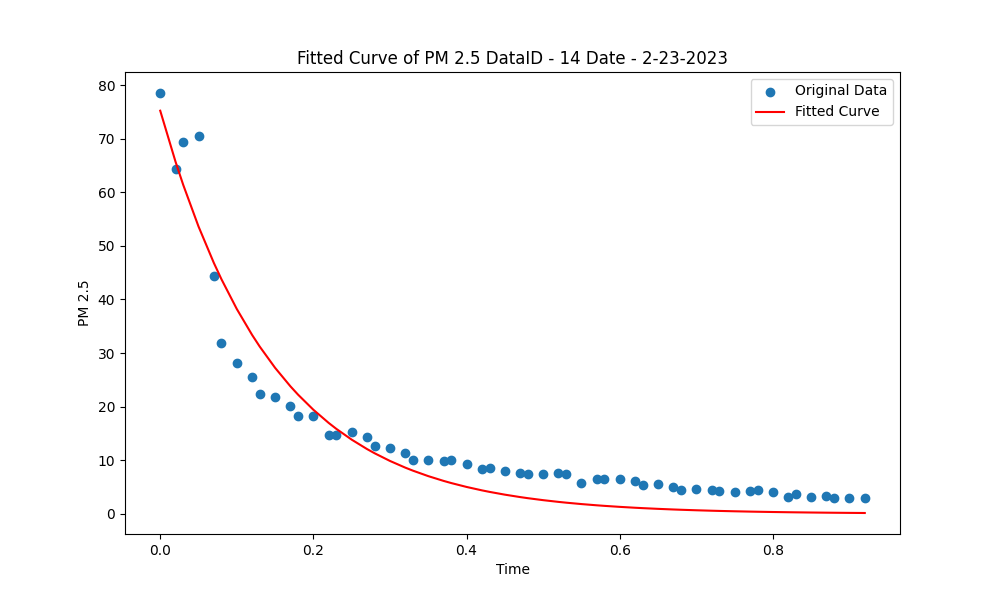 Fitted Curve of PM 2.5 DataID - 14 Date - 2-23-2023
Original Data
Fitted Curve
80
70
60
50
40
30
20
10
0
PM 2.5
0.0 0.2 0.4 0.6 0.8
Time